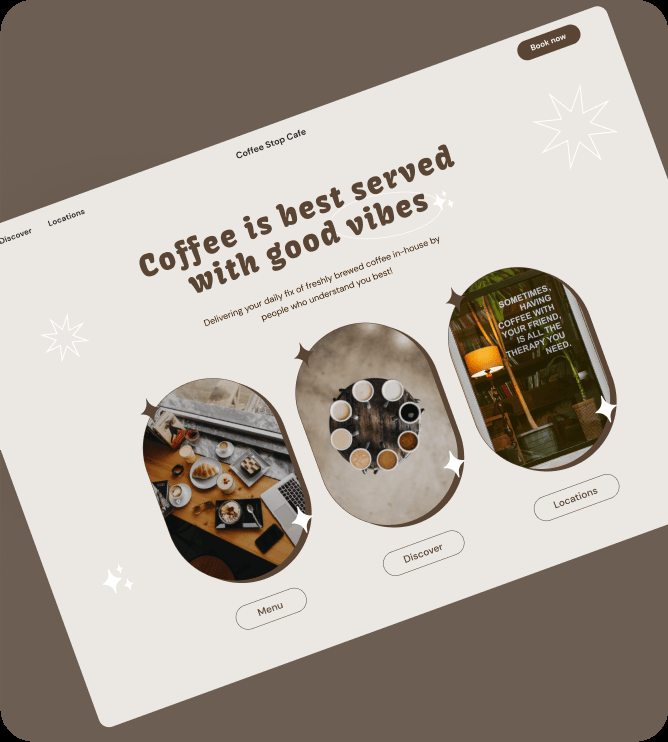 Book now
Coffee Stop Cafe
Discover
Locations
Coffee is best served
with good vibes
Delivering your daily fix of freshly brewed coffee in-house by
people who understand you best!
SOMETIMES,
HAVING
COFFEE WITH
YOUR FRIEND,
IS ALL THE
THERAPY YOU
NEED.
Menu
Discover
Locations